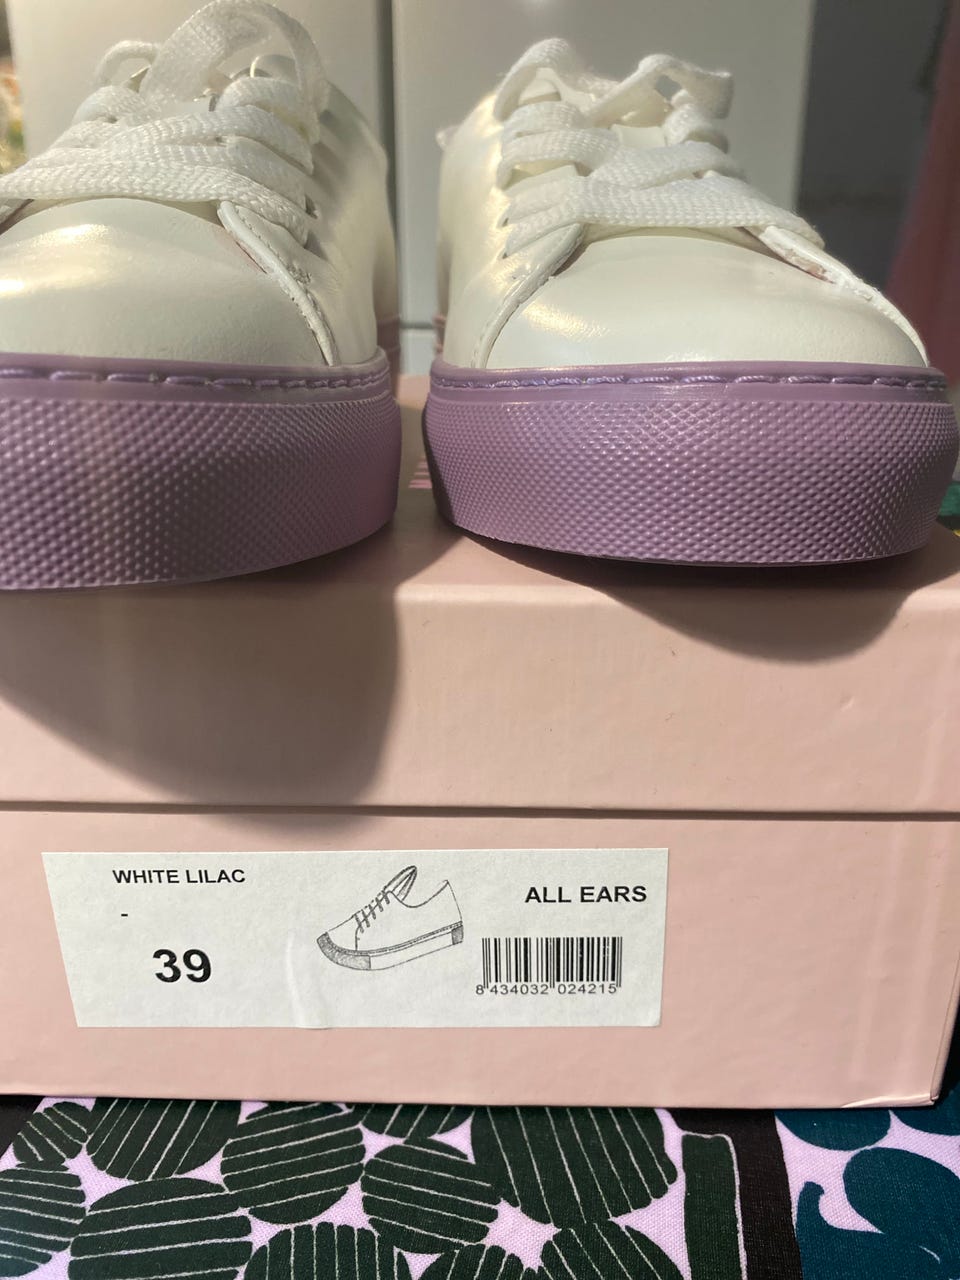 WHITE LILAC
-
39
ALL EARS
8 434032 024215